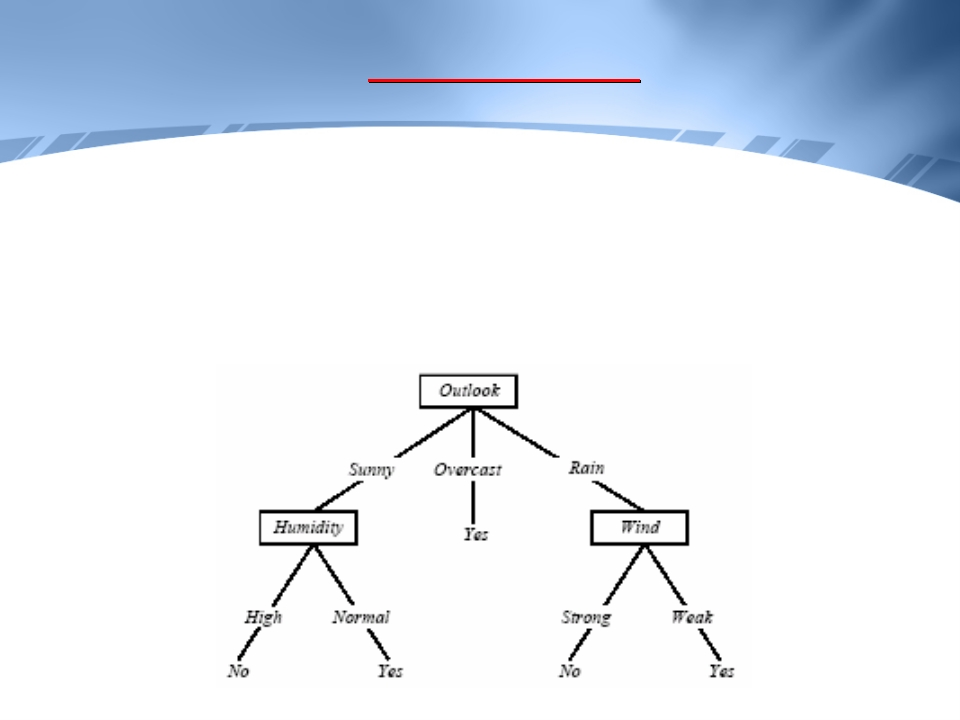 Outlook
Sunny Overcast Rain
Humidity Yes Wind
High Normal Strong Weak
No Yes No Yes